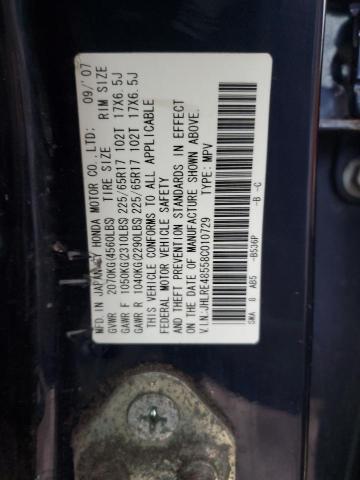 MFD. IN JAPAN BY HONDA MOTOR CO., LTD: 09/'07
TIRE SIZE RIM SIZE
GVWR 2070KG(4560LBS)
GAWR F 1050KG(2310LBS) 225/65R17 102T 17X6.5J
GAWR R 1040KG(2290LBS) 225/65R17 102T 17X6.5J
THIS VEHICLE CONFORMS TO ALL APPLICABLE
FEDERAL MOTOR VEHICLE SAFETY
AND THEFT PREVENTION STANDARDS IN EFFECT
ON THE DATE OF MANUFACTURE SHOWN ABOVE.
V.I.N.:JHLRE48558C010729 TYPE: MPV
SWA 8 AB5 -B536P -B -C